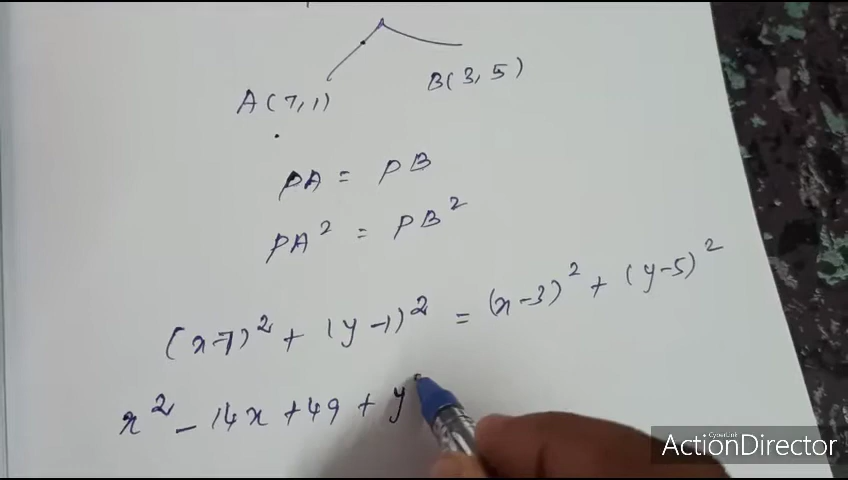 A(7,1) B(3,5)
PA = PB
PA² = PB²
(x-7)² + (y-1)² = (x-3)² + (y-5)²
x² - 14x + 49 + y
CyberLink
ActionDirector